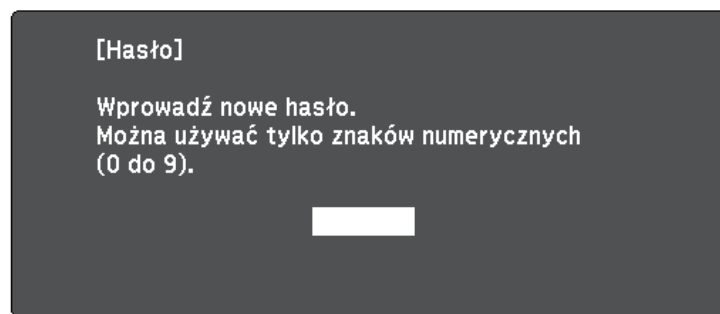 [Hasło]
Wprowadź nowe hasło.
Można używać tylko znaków numerycznych
(0 do 9).